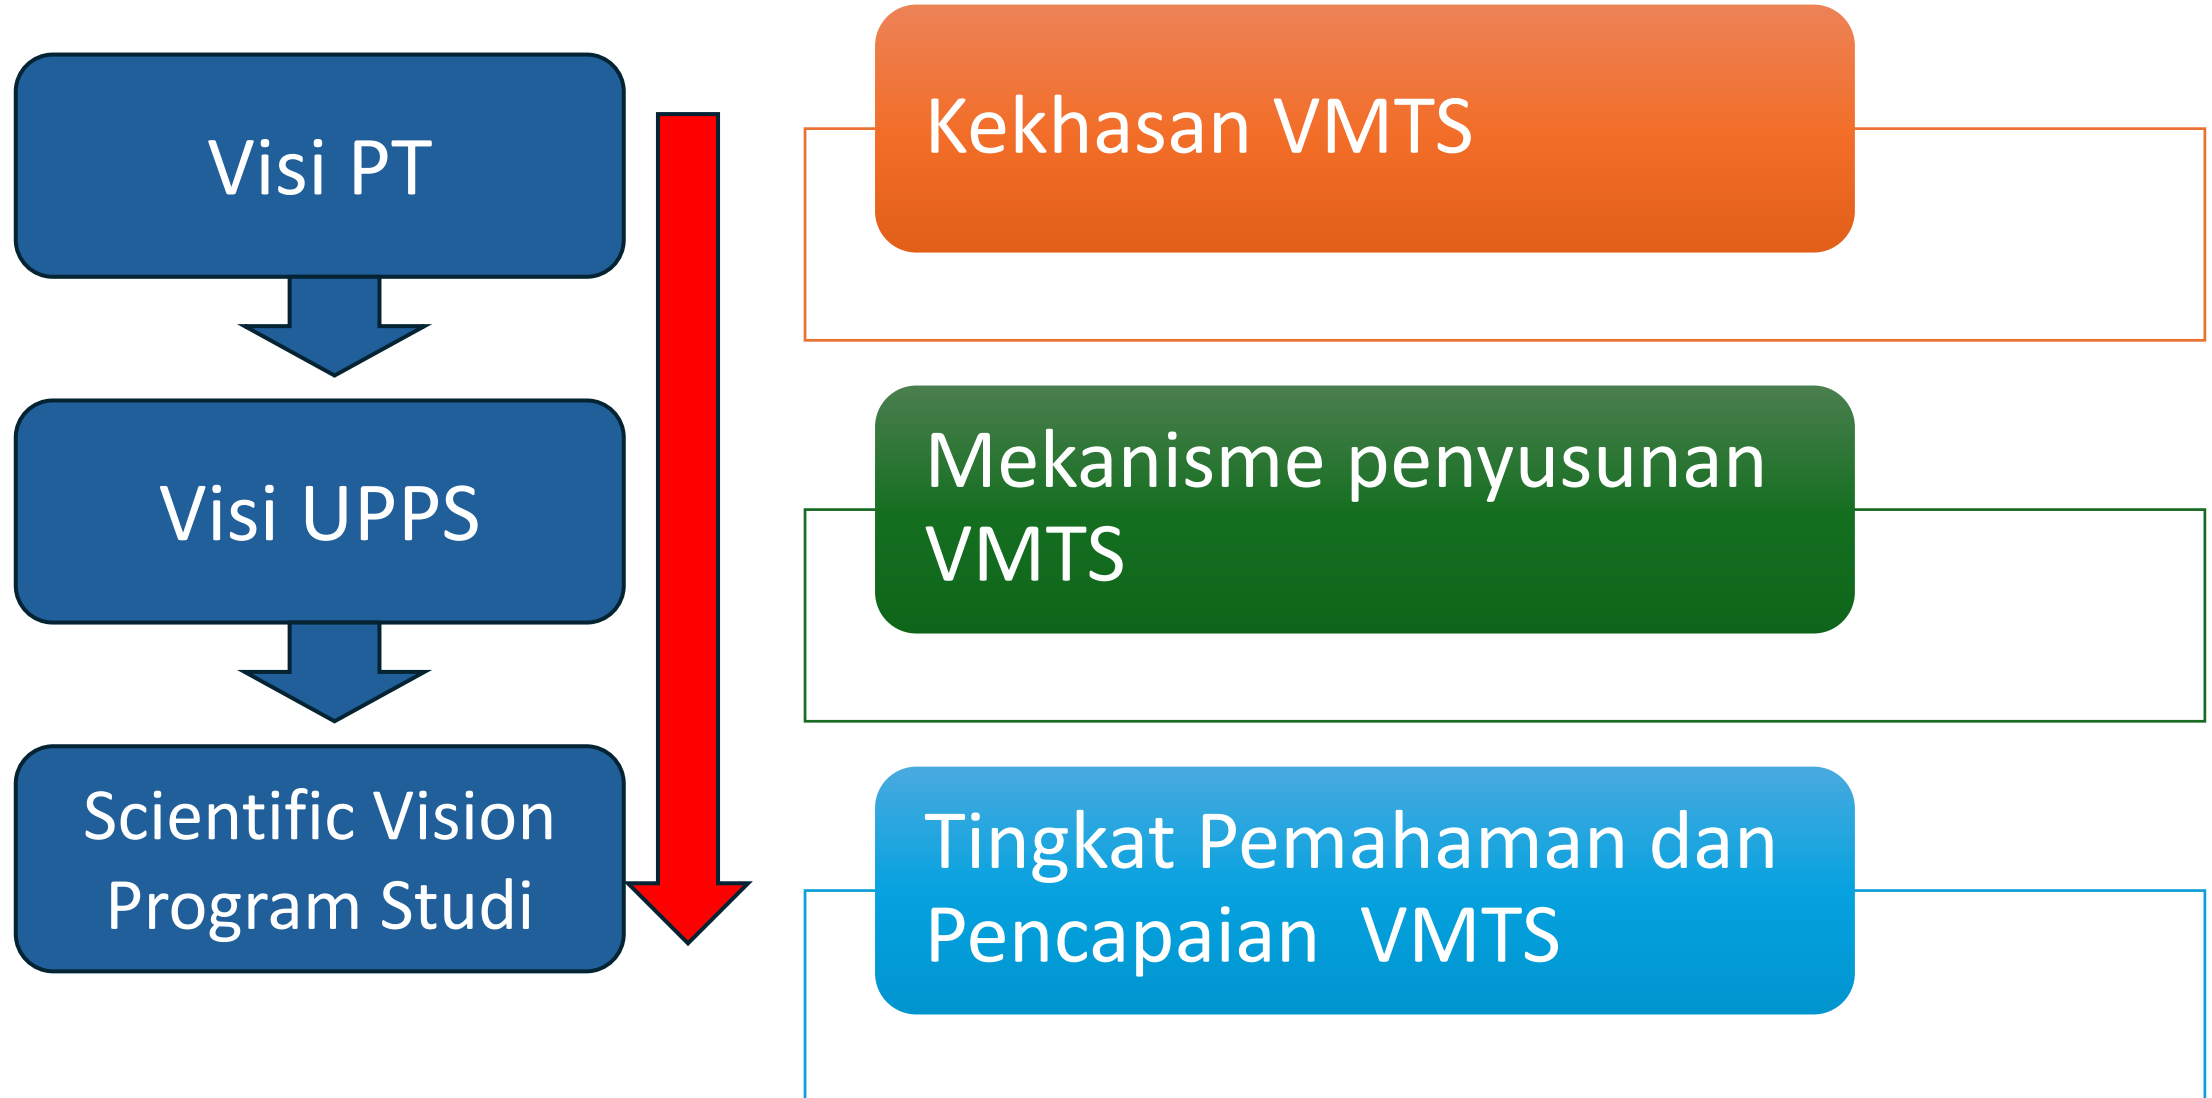 Visi PT
Visi UPPS
Scientific Vision
Program Studi
Kekhasan VMTS
Mekanisme penyusunan
VMTS
Tingkat Pemahaman dan
Pencapaian  VMTS